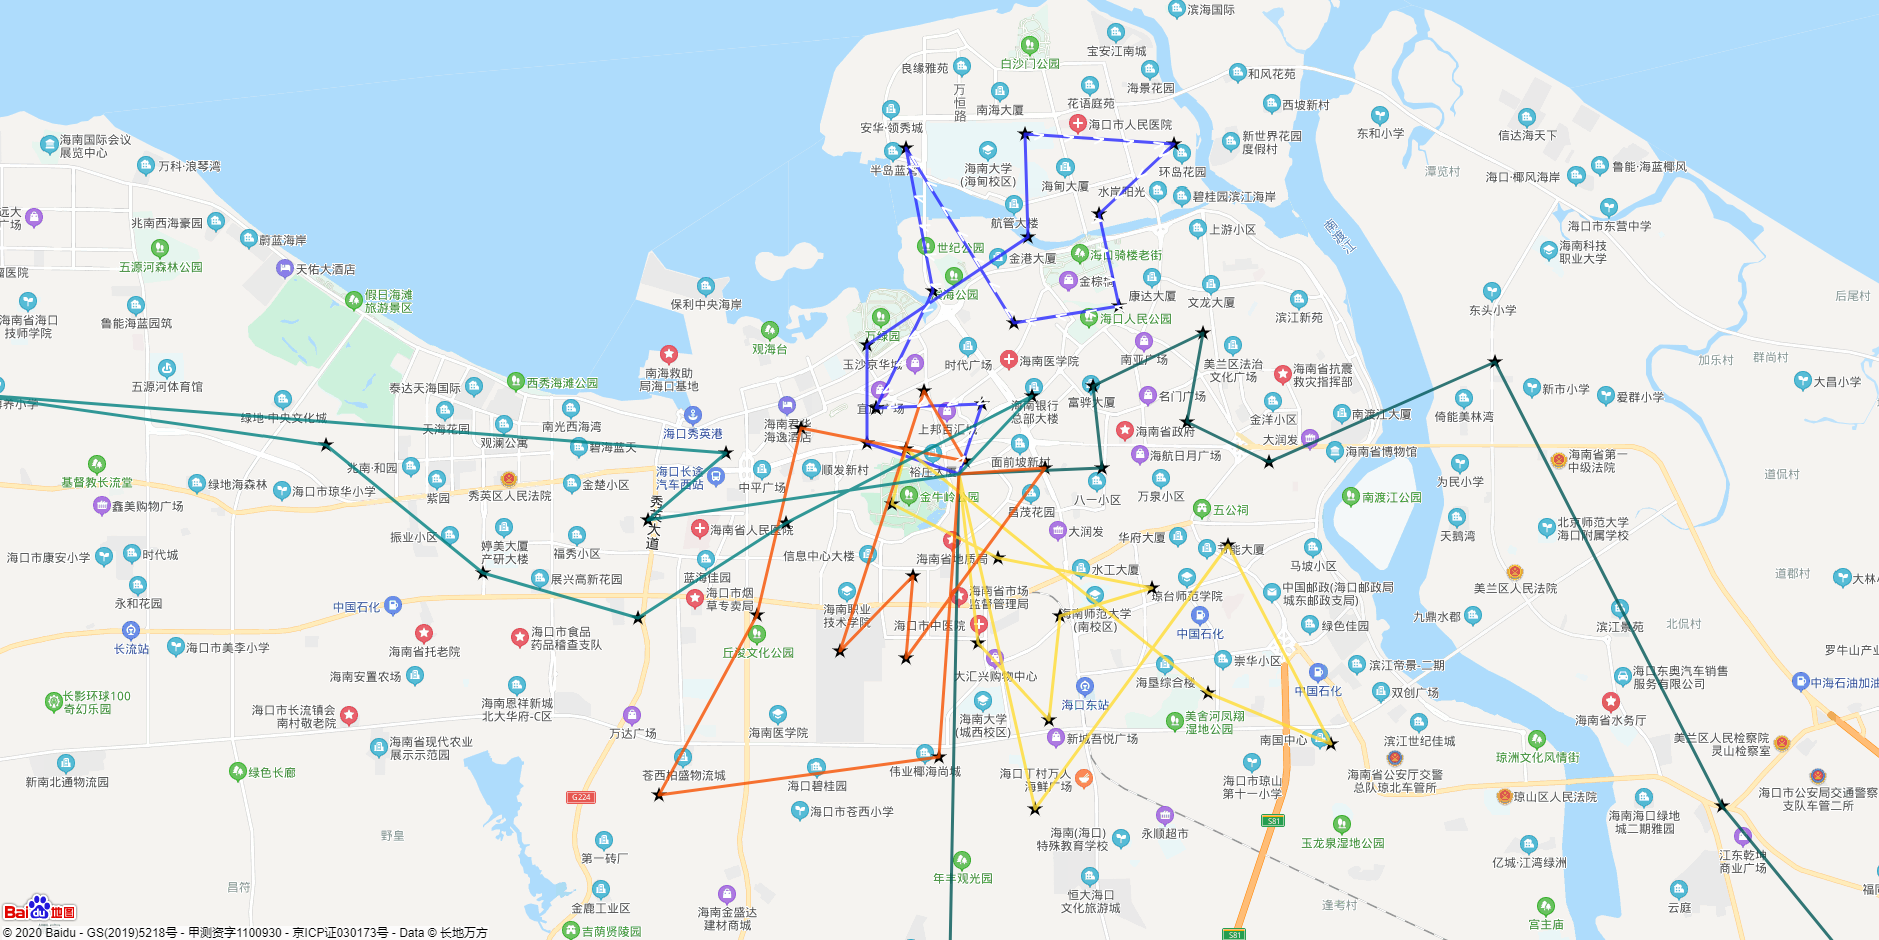 滨海国际
宝安江南城
白沙门公园
良缘雅苑
万恒路
海景花园
和风花苑
南海大厦
花语庭苑
西坡新村
安华·领秀城
海口市人民医院
东和小学
信达海天下
新世界花园
度假村
海南国际会议
展览中心
万科·浪琴湾
半岛蓝
海南大学
(海甸校区)
海甸大厦
环岛花园
潭览村
海口·椰风海岸
鲁能·海蓝椰风
水岸阳光
碧桂园滨江海岸
远大
广场
兆南西海豪园
航管大楼
上游小区
南渡江
海口市东营中学
蔚蓝海岸
世纪公园
金港大厦
海口骑楼老街
海南科技
职业大学
五源河森林公园
天佑大酒店
留医院
金棕
康达大厦
文龙大厦
保利中央海岸
假日海滩
旅游景区
海公园
后尾村
海南省海口
技师学院
鲁能海蓝园筑
万绿园
海口人民公园
滨江新苑
东头小学
观海台
玉沙京华城
时代广场
海南医学院
南亚广场
美兰区法治
文化广场
加乐村
群尚村
五源河体育馆
南海救助
局海口基地
西秀海滩公园
泰达天海国际
海南省抗震
救灾指挥部
新市小学
大昌小学
爱群小学
绿地·中央文化城
天海花园
南光西海湾
海口秀英港
海南君华
海逸酒店
上邦百汇城
海南银行
总部大楼
富骅大厦
名门广场
金洋小区
南渡江大厦
倚能美林湾
观澜公寓
碧海蓝天
海南省政府
大润发
海南省博物馆
海南省第一
中级法院
基督教长流堂
兆南·和园
海口长途
汽车西站
中平广场
顺发新村
裕庄大厦
面前坡新村
海航日月广场
道侃村
绿地海南森林
海口市琼华小学
紫园
秀英区人民法院
金楚小区
金牛岭公园
八一小区
万泉小区
为民小学
南渡江公园
鑫美购物广场
秀英大道
昌茂花园
五公祠
振业小区
婷美大厦
产研大楼
福秀小区
海南省人民医院
信息中心大楼
大润发
华府大厦
天鹅湾
北京师范大学
海口附属学校
海口市康安小学
时代城
海南省地质局
马坡小区
蓝海佳园
展兴高新花园
水工大厦
琼台师范学院
中国邮政(海口邮政局
城东邮政支局)
美兰区人民法院
道郡村
永和花园
中国石化
海口市烟
草专卖局
海南职业
技术学院
海南省市场
监督管理局
海口市中医院
海南师范大学
(南校区)
中国石化
绿色佳园
九鼎水郡
滨江景苑
北侃村
长流站
海口市美李小学
海南省托老院
海口市食品
药品稽查支队
丘浚文化公园
大汇兴购物中心
海垦综合楼
崇华小区
滨江帝景·二期
罗牛山产业
海南安置农场
海口东站
中国石化
双创广场
海口东奥汽车销售
服务有限公司
中海石油加油
长影环球100
奇幻乐园
海口市长流镇会
南村敬老院
海南恩祥新城
北大华府-C区
万达广场
海南医学院
海南大学
(城西校区)
美舍河凤翔
湿地公园
海南省水务厅
新南北通物流园
海南省现代农业
展示示范园
新城吾悦广场
南国中心
滨江世纪佳城
美兰区人民检察院
灵山检察室
绿色长廊
苍西柏盛物流城
海口碧桂园
伟业椰海尚城
海口丁村万人
海鲜广场
海口市琼山
第十一小学
海南省公安厅交警
总队琼北车管所
琼洲文化风情街
G224
海口市苍西小学
琼山区人民法院
海口市公安局交通警察
支队车管二所
野皇
海南(海口)
特殊教育学校
永顺超市
S81
玉龙泉湿地公园
海南海口绿地
城二期雅园
第一砖厂
亿城·江湾绿洲
江东乾坤
商业广场
昌符
年丰观光园
恒大海口
文化旅游城
逢考村
云庭
金鹿工业区
海南金盛达
建材商城
宫主庙
吉荫贤陵园
S81
Bai du 地图
© 2020 Baidu - GS(2019)5218号 - 甲测资字1100930 - 京ICP证030173号 - Data © 长地万方